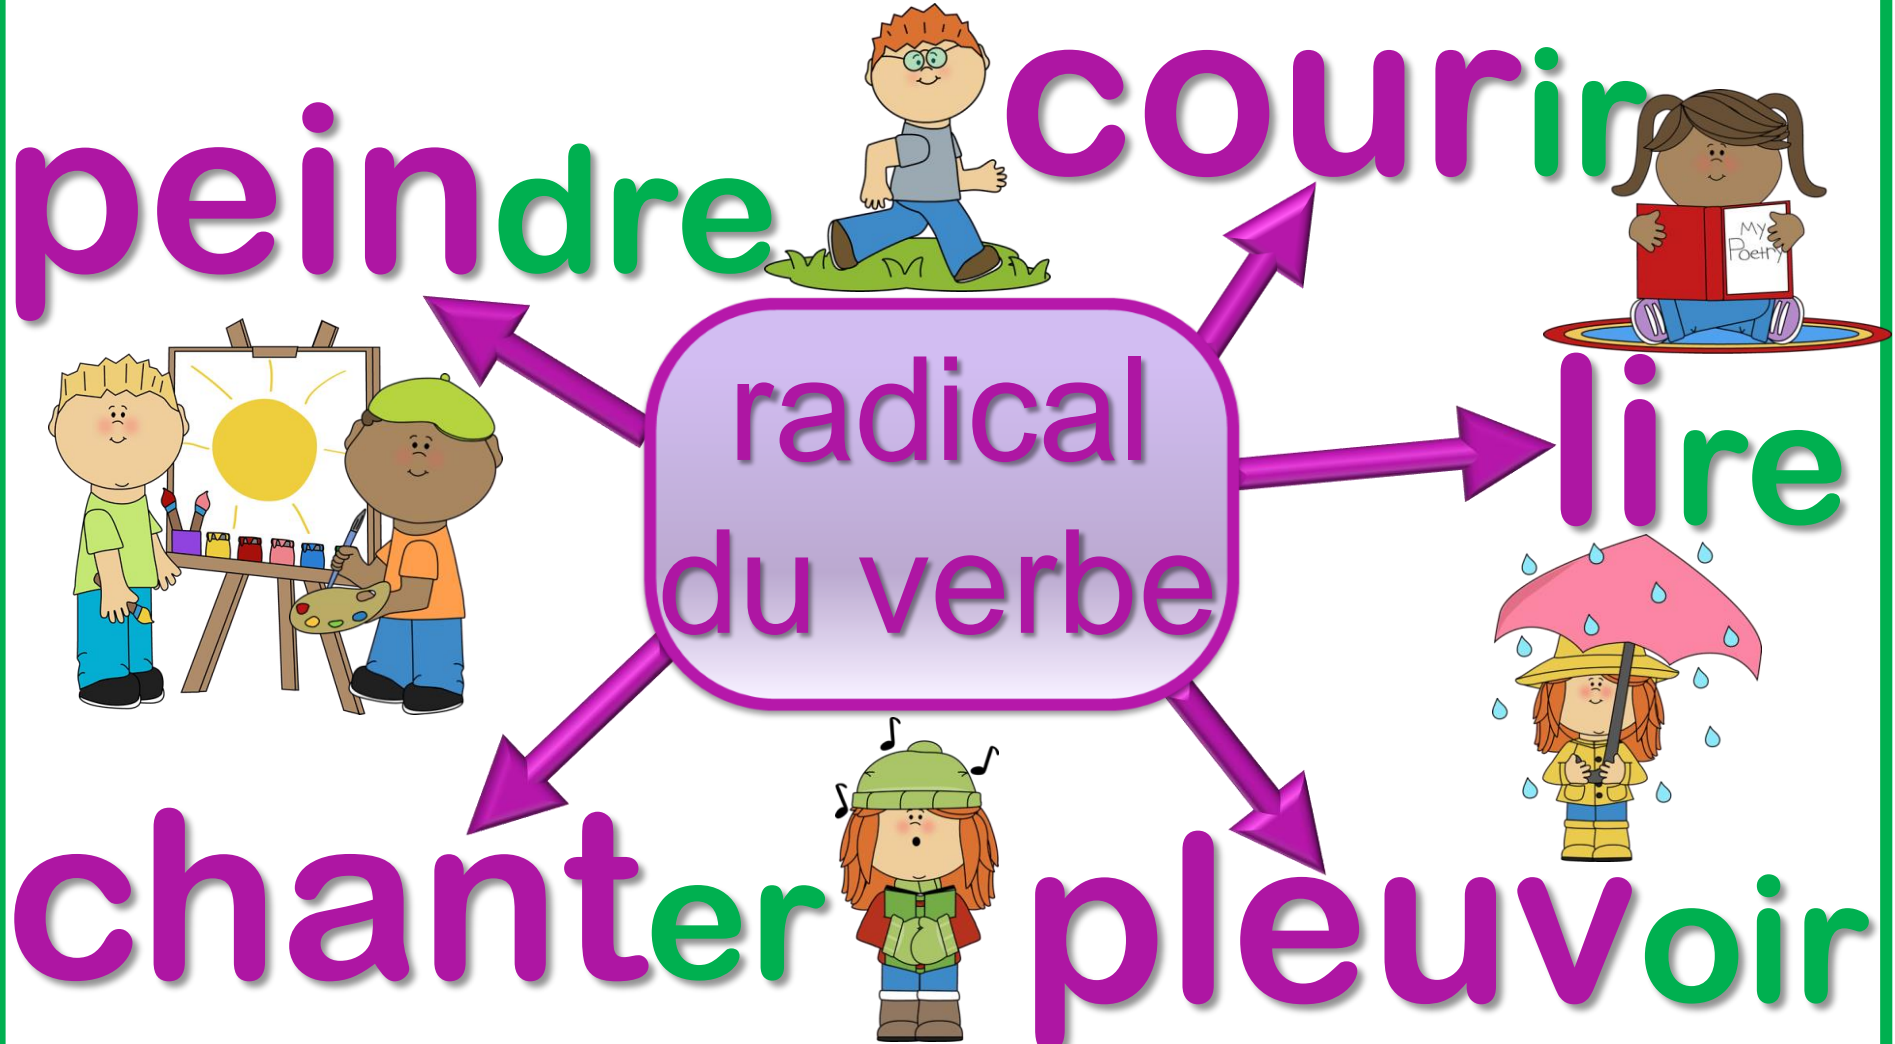 peindre
courir
My
Poetry
radical
du verbe
lire
chanter
pleuvoir